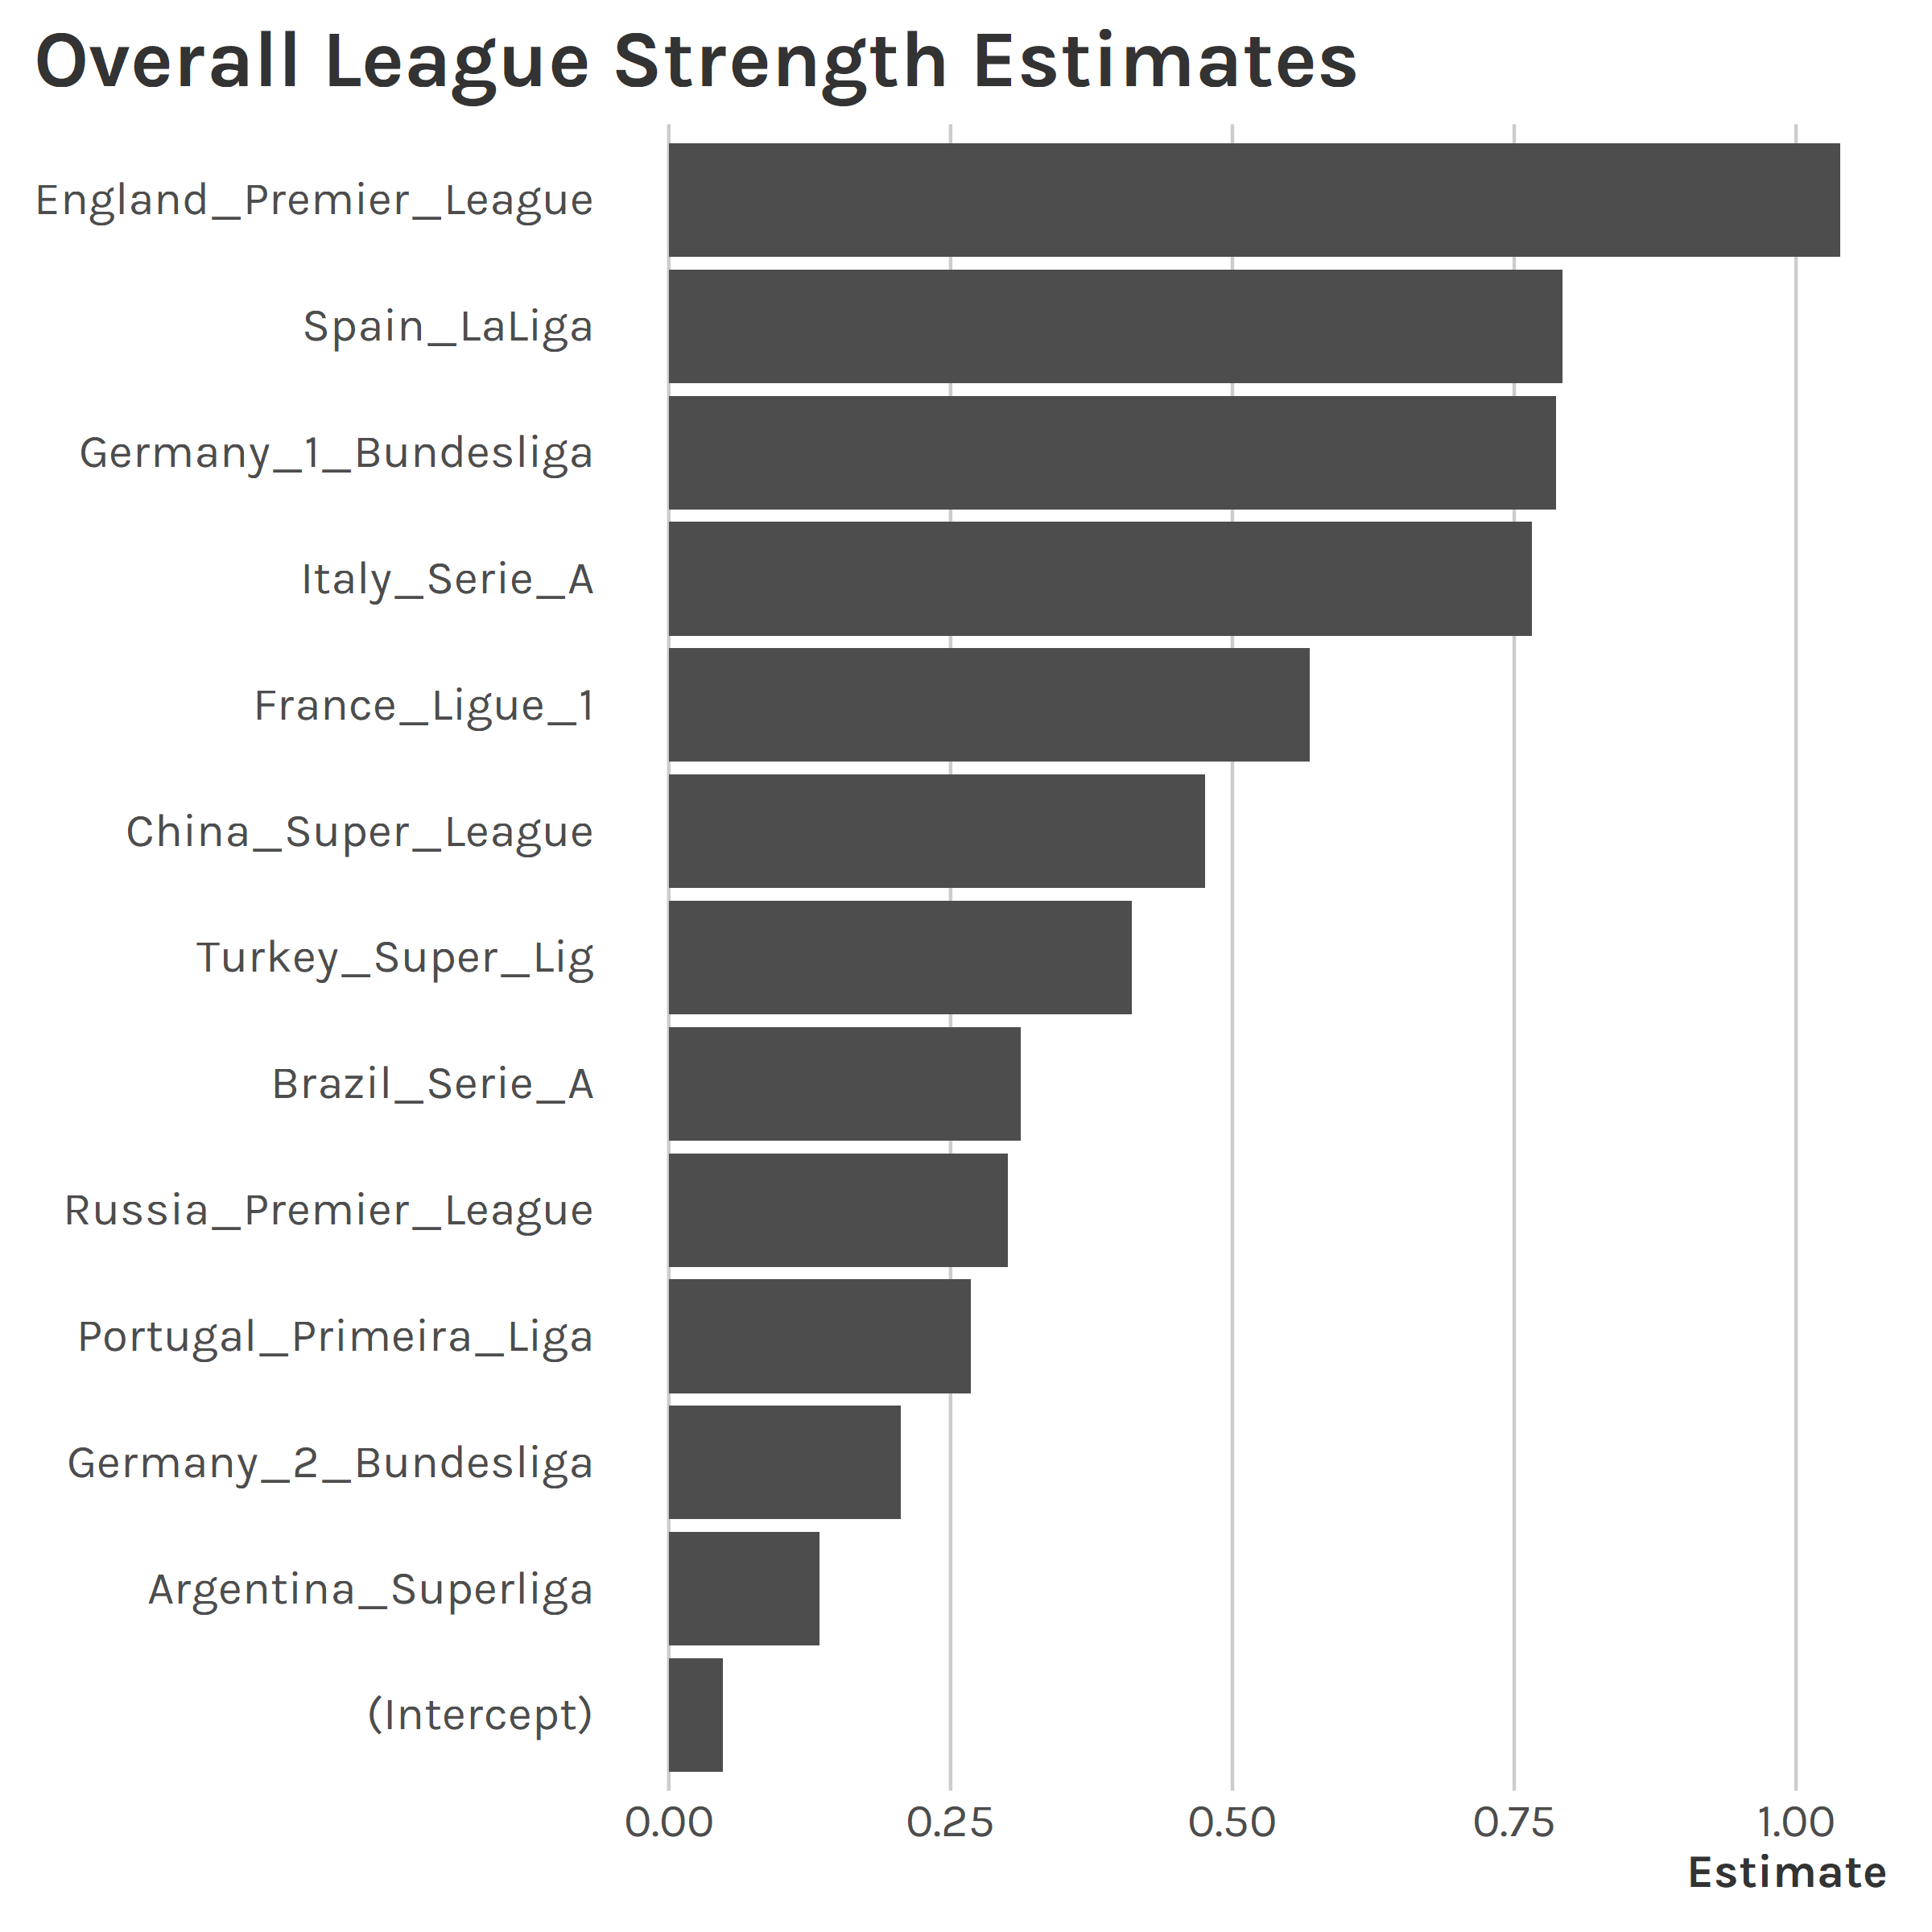 Overall League Strength Estimates
England_Premier_League
Spain_LaLiga
Germany_1_Bundesliga
Italy_Serie_A
France_Ligue_1
China_Super_League
Turkey_Super_Lig
Brazil_Serie_A
Russia_Premier_League
Portugal_Primeira_Liga
Germany_2_Bundesliga
Argentina_Superliga
(Intercept)
0.00 0.25 0.50 0.75 1.00
Estimate